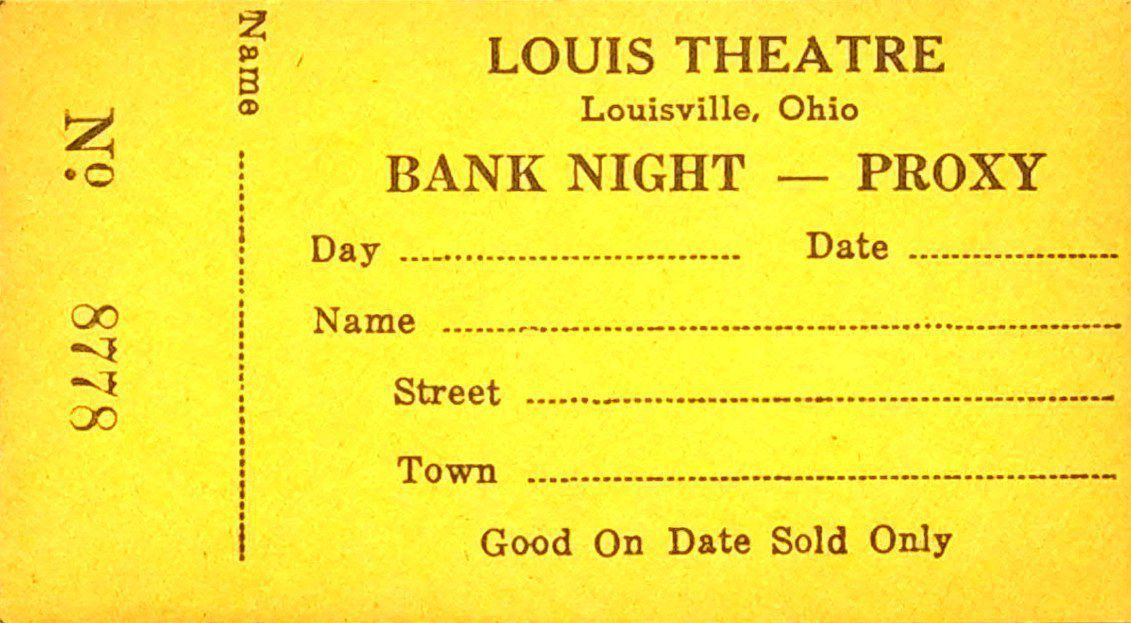 Nº 8778
Name
LOUIS THEATRE
Louisville, Ohio
BANK NIGHT — PROXY
Day Date
Name
Street
Town
Good On Date Sold Only